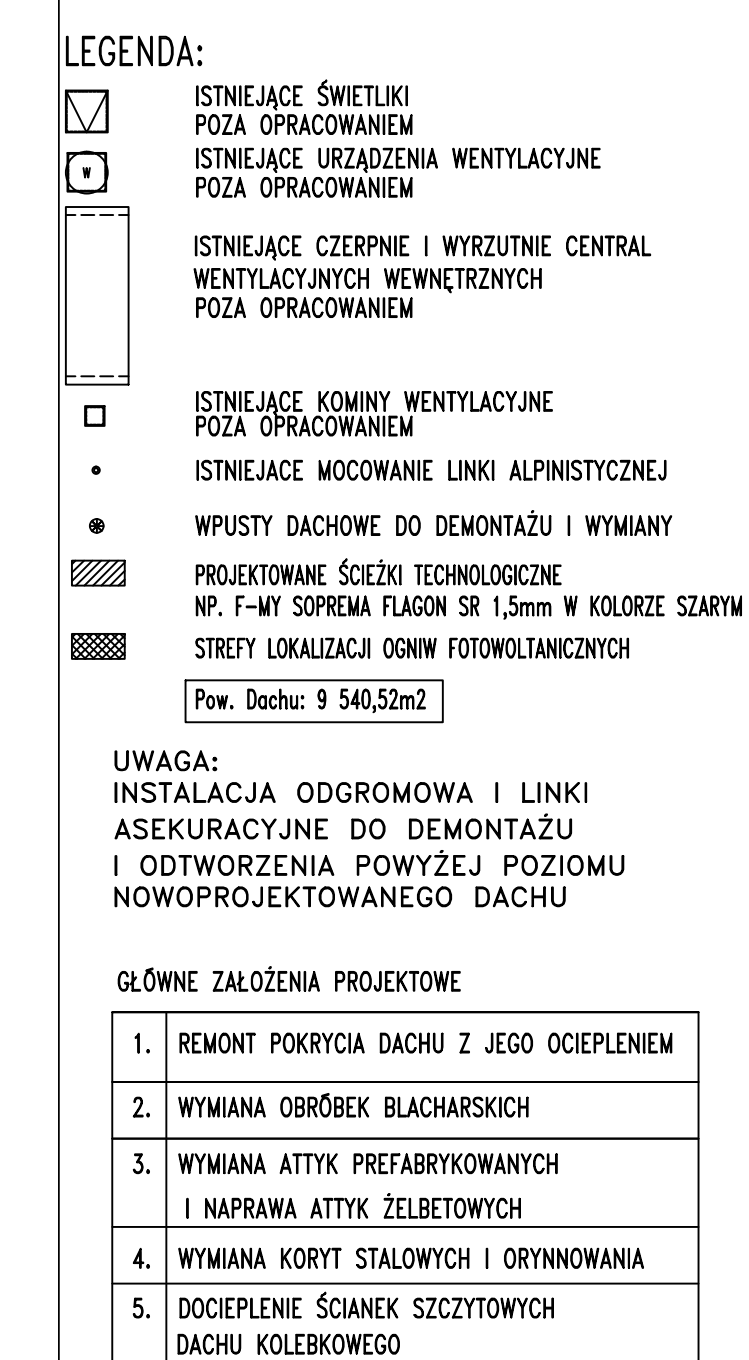 LEGENDA:
ISTNIEJĄCE ŚWIETLIKI
POZA OPRACOWANIEM
W
ISTNIEJĄCE URZĄDZENIA WENTYLACYJNE
POZA OPRACOWANIEM
ISTNIEJĄCE CZERPNIE I WYRZUTNIE CENTRAL
WENTYLACYJNYCH WEWNĘTRZNYCH
POZA OPRACOWANIEM
ISTNIEJĄCE KOMINY WENTYLACYJNE
POZA OPRACOWANIEM
ISTNIEJACE MOCOWANIE LINKI ALPINISTYCZNEJ
WPUSTY DACHOWE DO DEMONTAŻU I WYMIANY
PROJEKTOWANE ŚCIEŻKI TECHNOLOGICZNE
NP. F-MY SOPREMA FLAGON SR 1,5mm W KOLORZE SZARYM
STREFY LOKALIZACJI OGNIW FOTOWOLTANICZNYCH
Pow. Dachu: 9 540,52m2
UWAGA:
INSTALACJA ODGROMOWA I LINKI
ASEKURACYJNE DO DEMONTAŻU
I ODTWORZENIA POWYŻEJ POZIOMU
NOWOPROJEKTOWANEGO DACHU
GŁÓWNE ZAŁOŻENIA PROJEKTOWE
1. REMONT POKRYCIA DACHU Z JEGO OCIEPLENIEM
2. WYMIANA OBRÓBEK BLACHARSKICH
3. WYMIANA ATTYK PREFABRYKOWANYCH
I NAPRAWA ATTYK ŻELBETOWYCH
4. WYMIANA KORYT STALOWYCH I ORYNNOWANIA
5. DOCIEPLENIE ŚCIANEK SZCZYTOWYCH
DACHU KOLEBKOWEGO